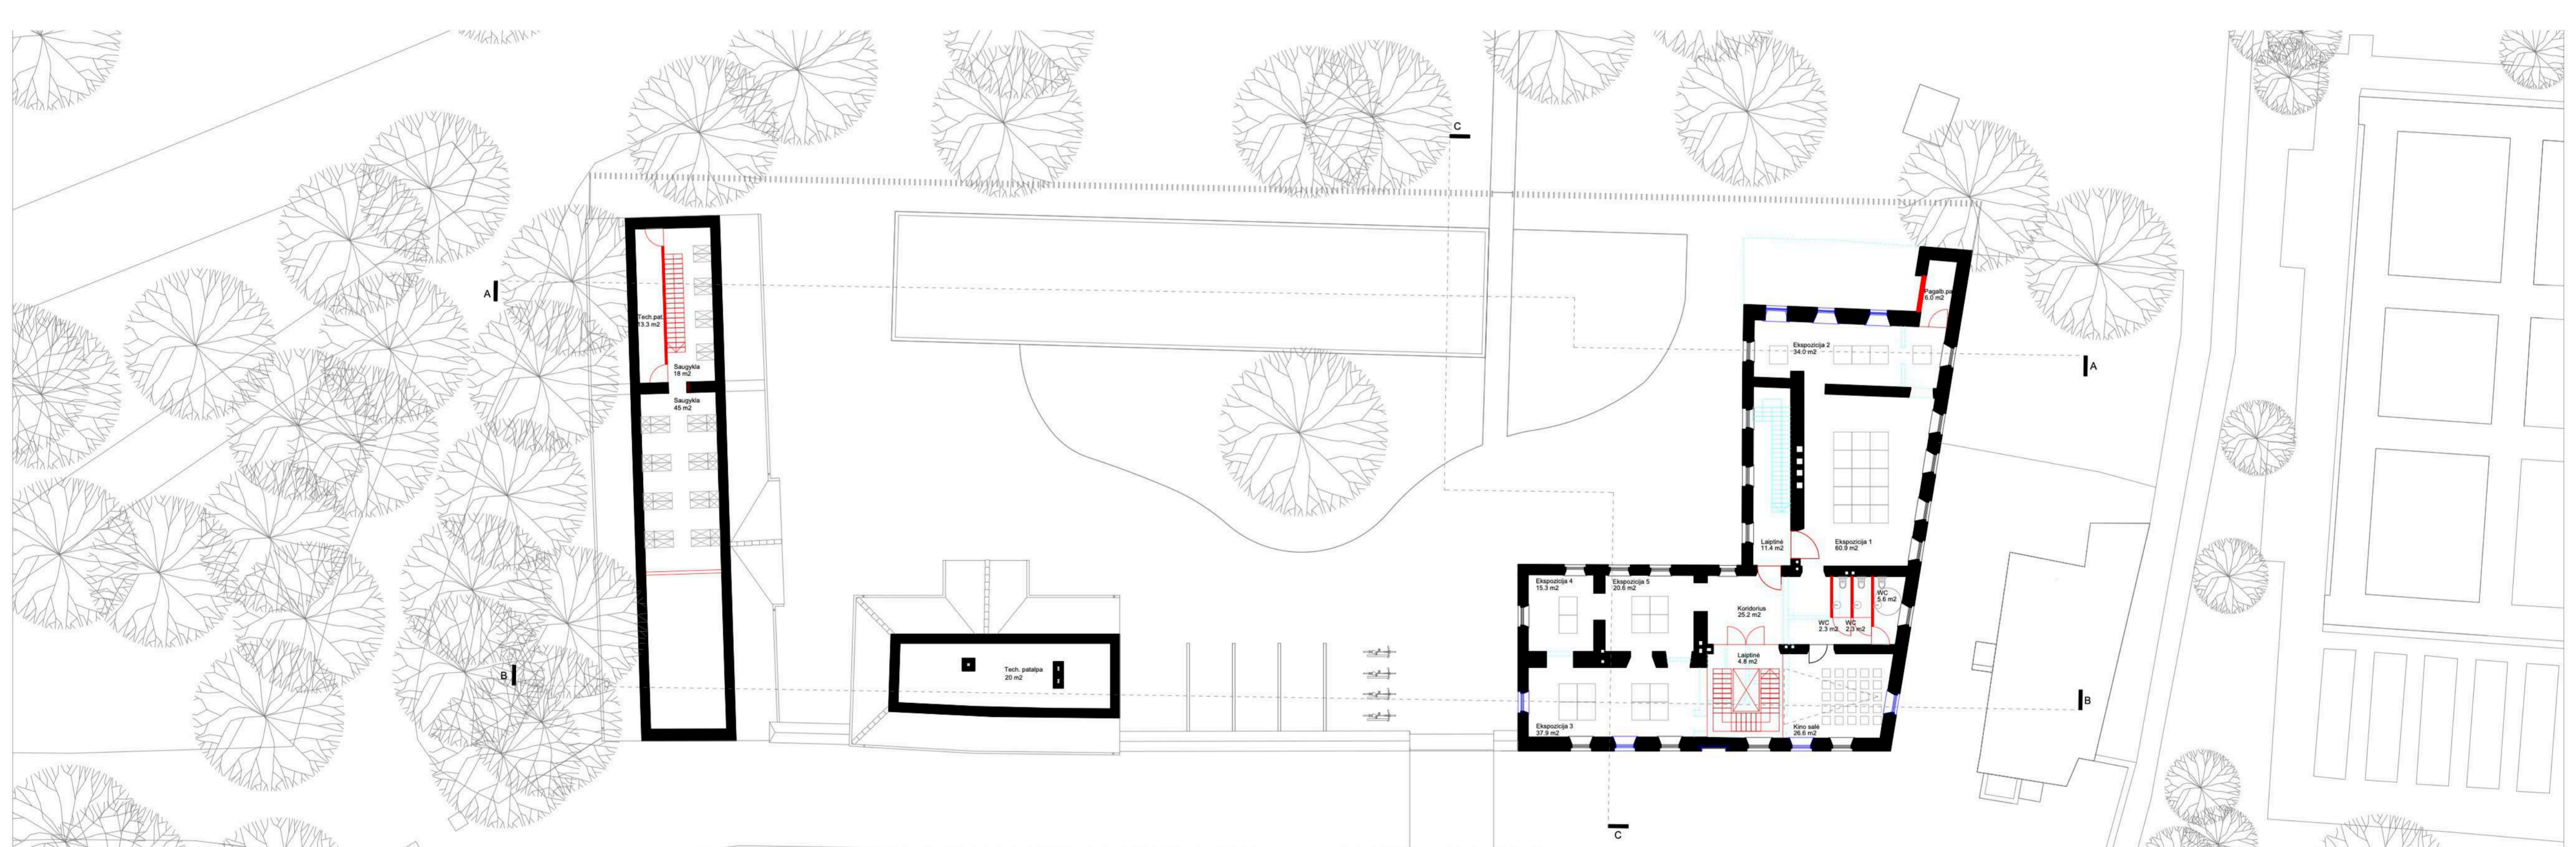 C
A
Tech.pat.
13.3 m2
Saugykla
18 m2
Saugykla
45 m2
Pagalb.pa
6.0 m2
Ekspozicija 2
34.0 m2
A
Laiptinė
11.4 m2
Ekspozicija 1
60.9 m2
Ekspozicija 4
15.3 m2
Ekspozicija 5
20.6 m2
Koridorius
25.2 m2
WC
5.6 m2
WC
2.3 m2
WC
2.3 m2
Laiptinė
4.8 m2
B
Tech. patalpa
20 m2
Ekspozicija 3
37.9 m2
Kino salė
26.6 m2
B
C